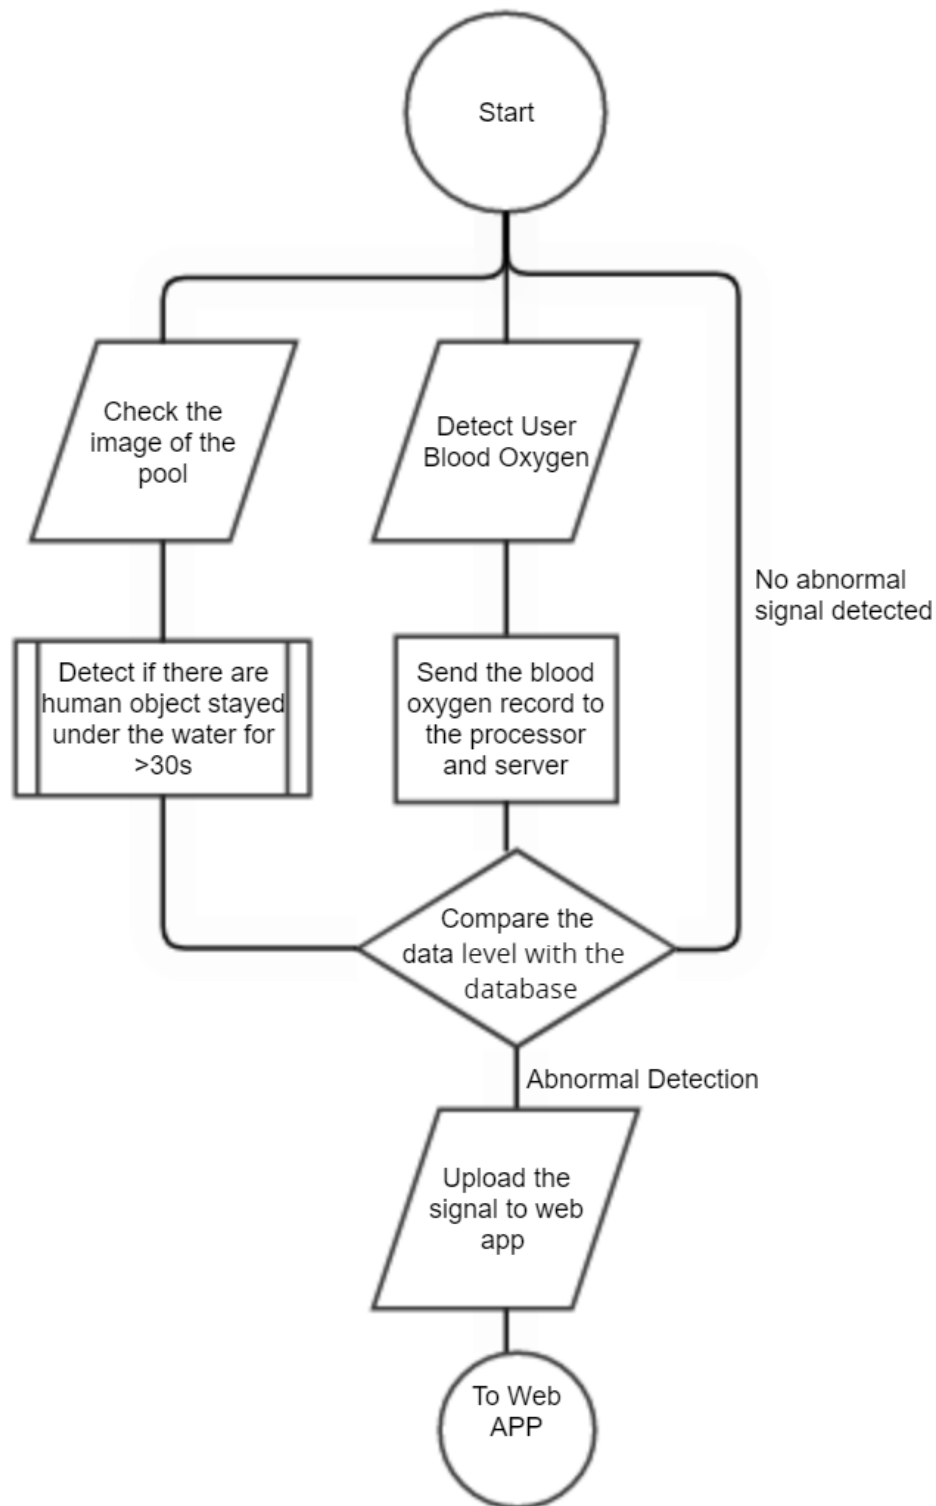 Start
Check the
image of the
pool
Detect User
Blood Oxygen
No abnormal
signal detected
Detect if there are
human object stayed
under the water for
>30s
Send the blood
oxygen record to
the processor
and server
Compare the
data level with the
database
Abnormal Detection
Upload the
signal to web
app
To Web
APP